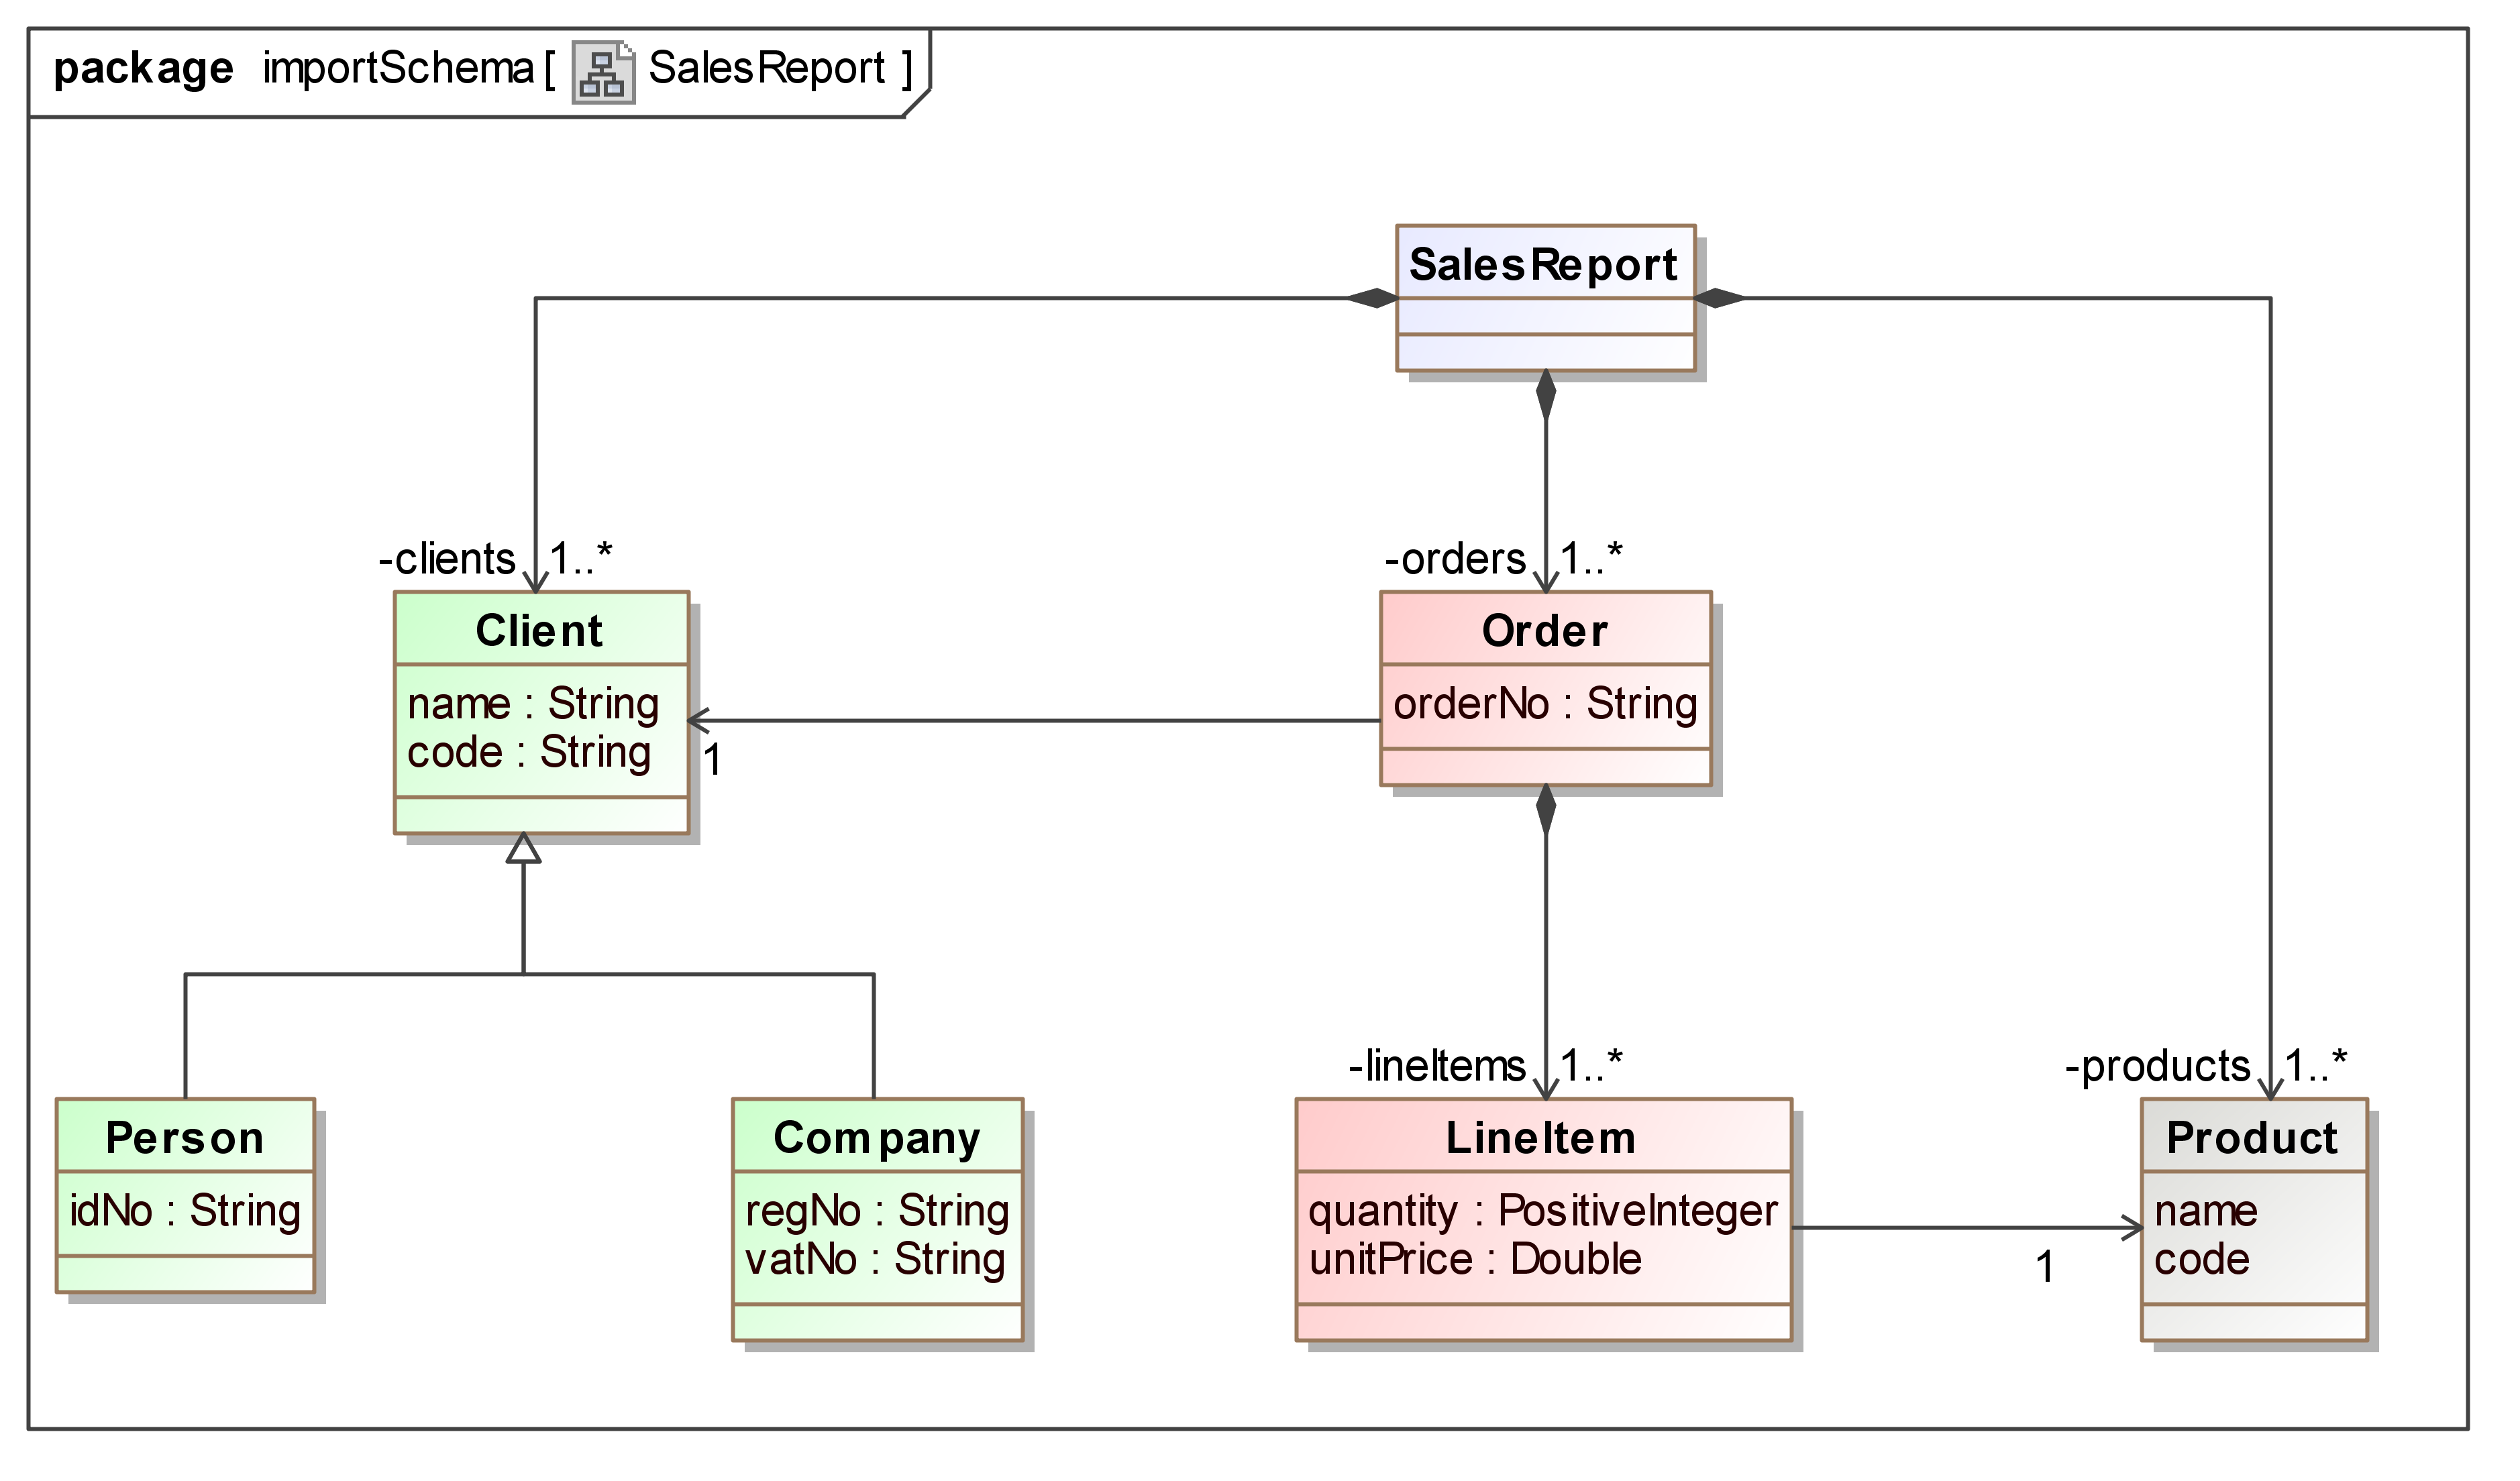 package importSchema [ SalesReport ]
SalesReport
-clients 1..*
-orders 1..*
Client
name : String
code : String
1
Order
orderNo : String
-lineItems 1..*
-products 1..*
Person
idNo : String
Company
regNo : String
vatNo : String
LineItem
quantity : PositiveInteger
unitPrice : Double
1
Product
name
code